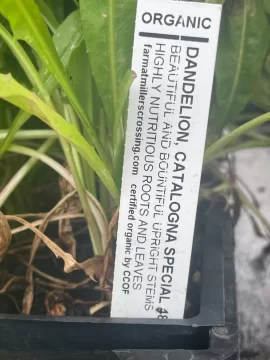 ORGANIC
DANDELION, CATALOGNA SPECIAL 48
BEAUTIFUL AND BOUNTIFUL UPRIGHT STEMS
HIGHLY NUTRITIOUS ROOTS AND LEAVES
farmatmillerscrossing.com certified organic by CCOF